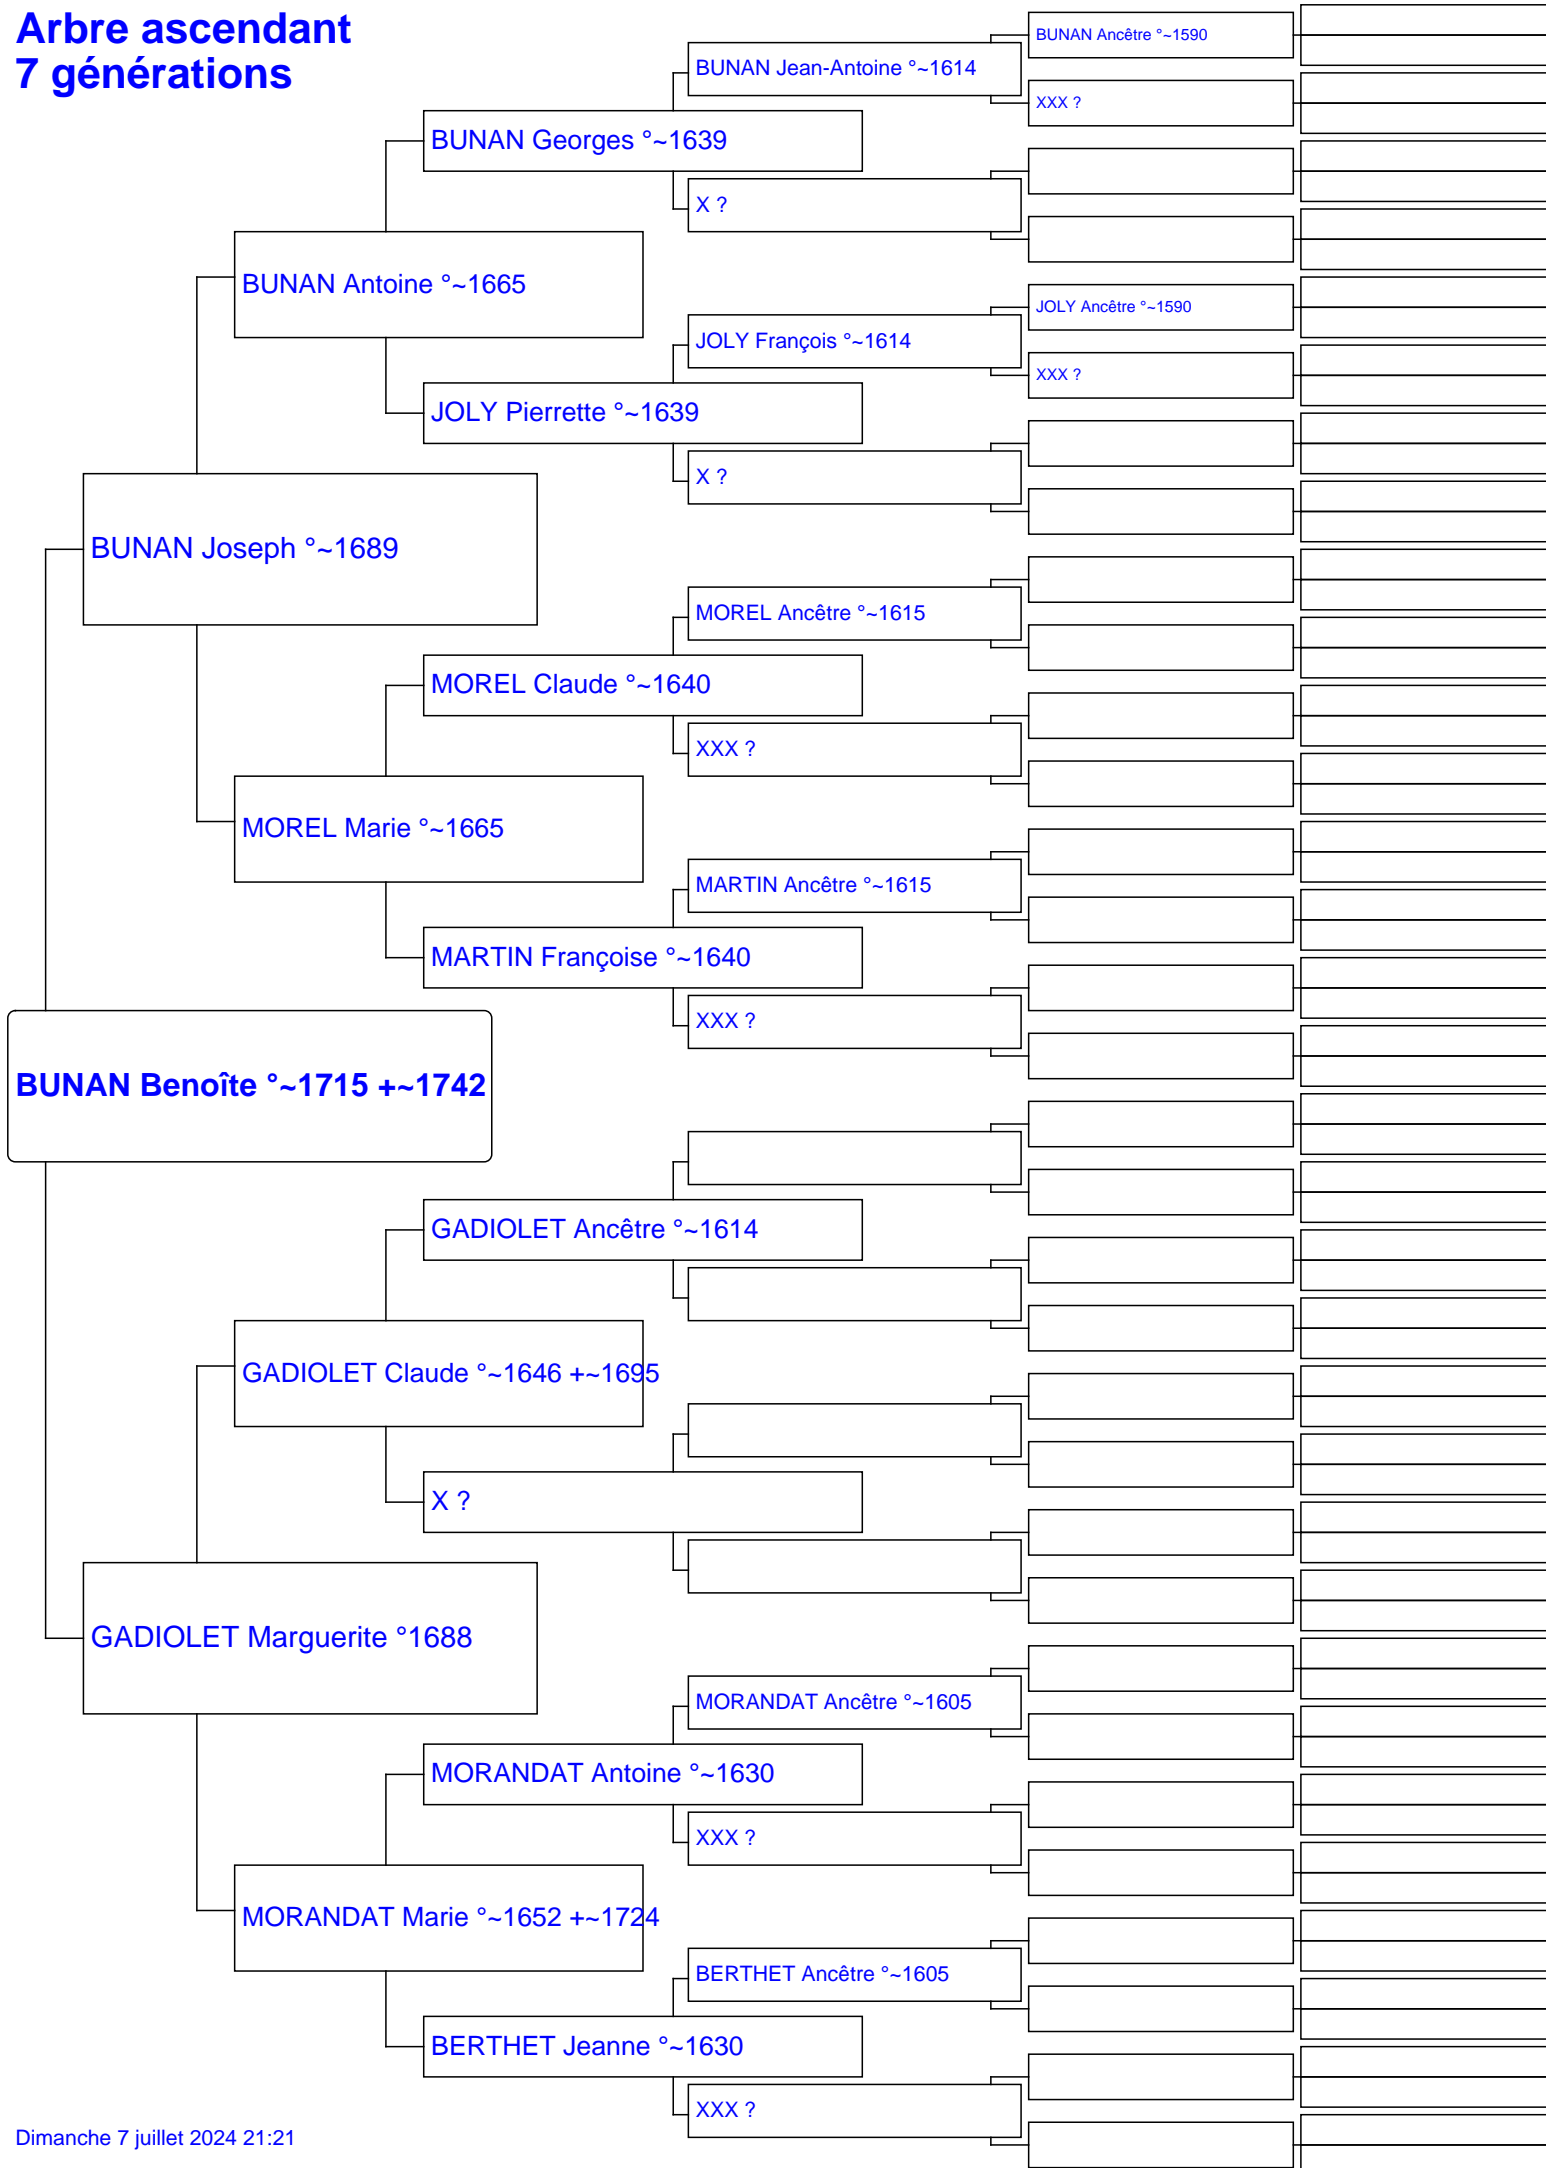 Arbre ascendant
7 générations
BUNAN Ancêtre °~1590
BUNAN Jean-Antoine °~1614
XXX ?
BUNAN Georges °~1639
X ?
BUNAN Antoine °~1665
JOLY Ancêtre °~1590
JOLY François °~1614
XXX ?
JOLY Pierrette °~1639
X ?
BUNAN Joseph °~1689
MOREL Ancêtre °~1615
MOREL Claude °~1640
XXX ?
MOREL Marie °~1665
MARTIN Ancêtre °~1615
MARTIN Françoise °~1640
XXX ?
BUNAN Benoîte °~1715 +~1742
GADIOLET Ancêtre °~1614
GADIOLET Claude °~1646 +~1695
X ?
GADIOLET Marguerite °1688
MORANDAT Ancêtre °~1605
MORANDAT Antoine °~1630
XXX ?
MORANDAT Marie °~1652 +~1724
BERTHET Ancêtre °~1605
BERTHET Jeanne °~1630
XXX ?
Dimanche 7 juillet 2024 21:21